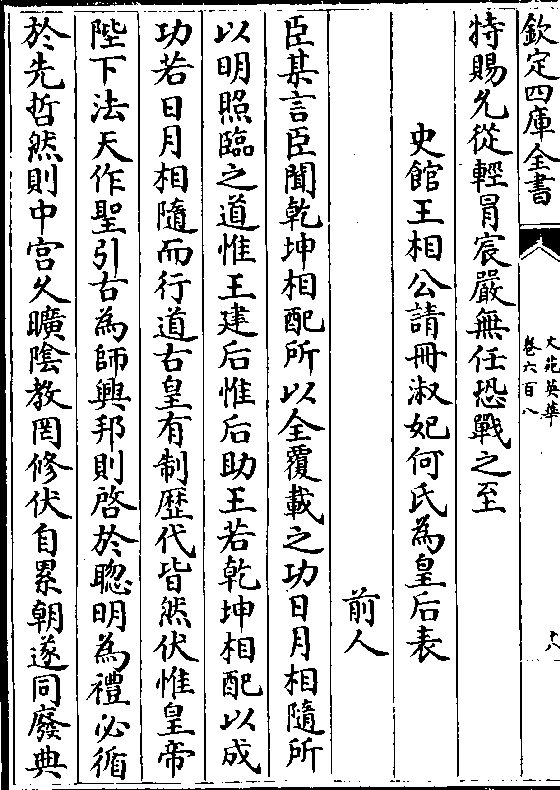 欽定四庫全書
文苑英華
卷六百八
特賜允從輕冒宸嚴無任恐戰之至
史館王相公請冊淑妃何氏為皇后表
前人
臣某言臣聞乾坤相配所以全覆載之功日月相隨所
以明照臨之道惟王建后惟后助王若乾坤相配以成
功若日月相隨而行道古皇有制歴代皆然伏惟皇帝
陛下法天作聖引古為師興邦則啓於聰明為禮必循
於先哲然則中宫久曠陰教罔修伏自累朝遂同廢典